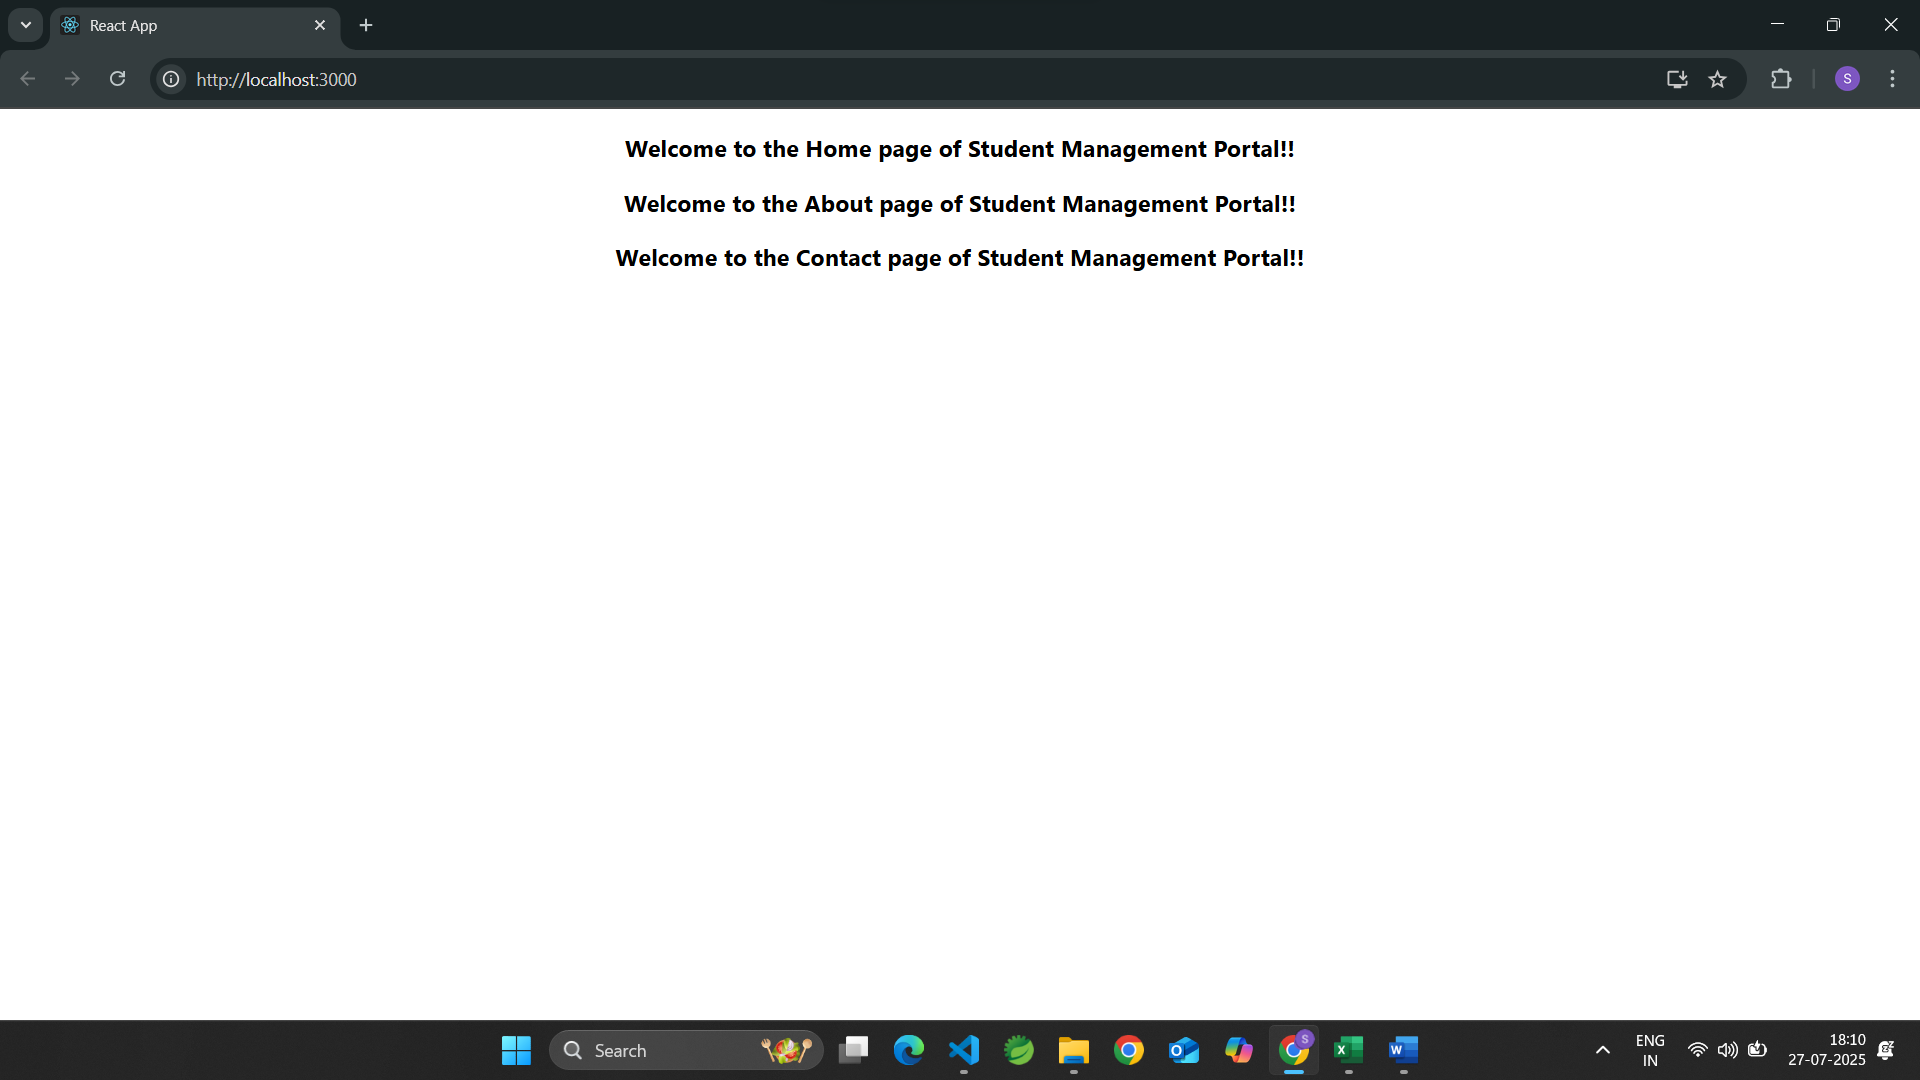 React App
http://localhost:3000
S
Welcome to the Home page of Student Management Portal!!
Welcome to the About page of Student Management Portal!!
Welcome to the Contact page of Student Management Portal!!
Search
S
ENG
IN
18:10
27-07-2025